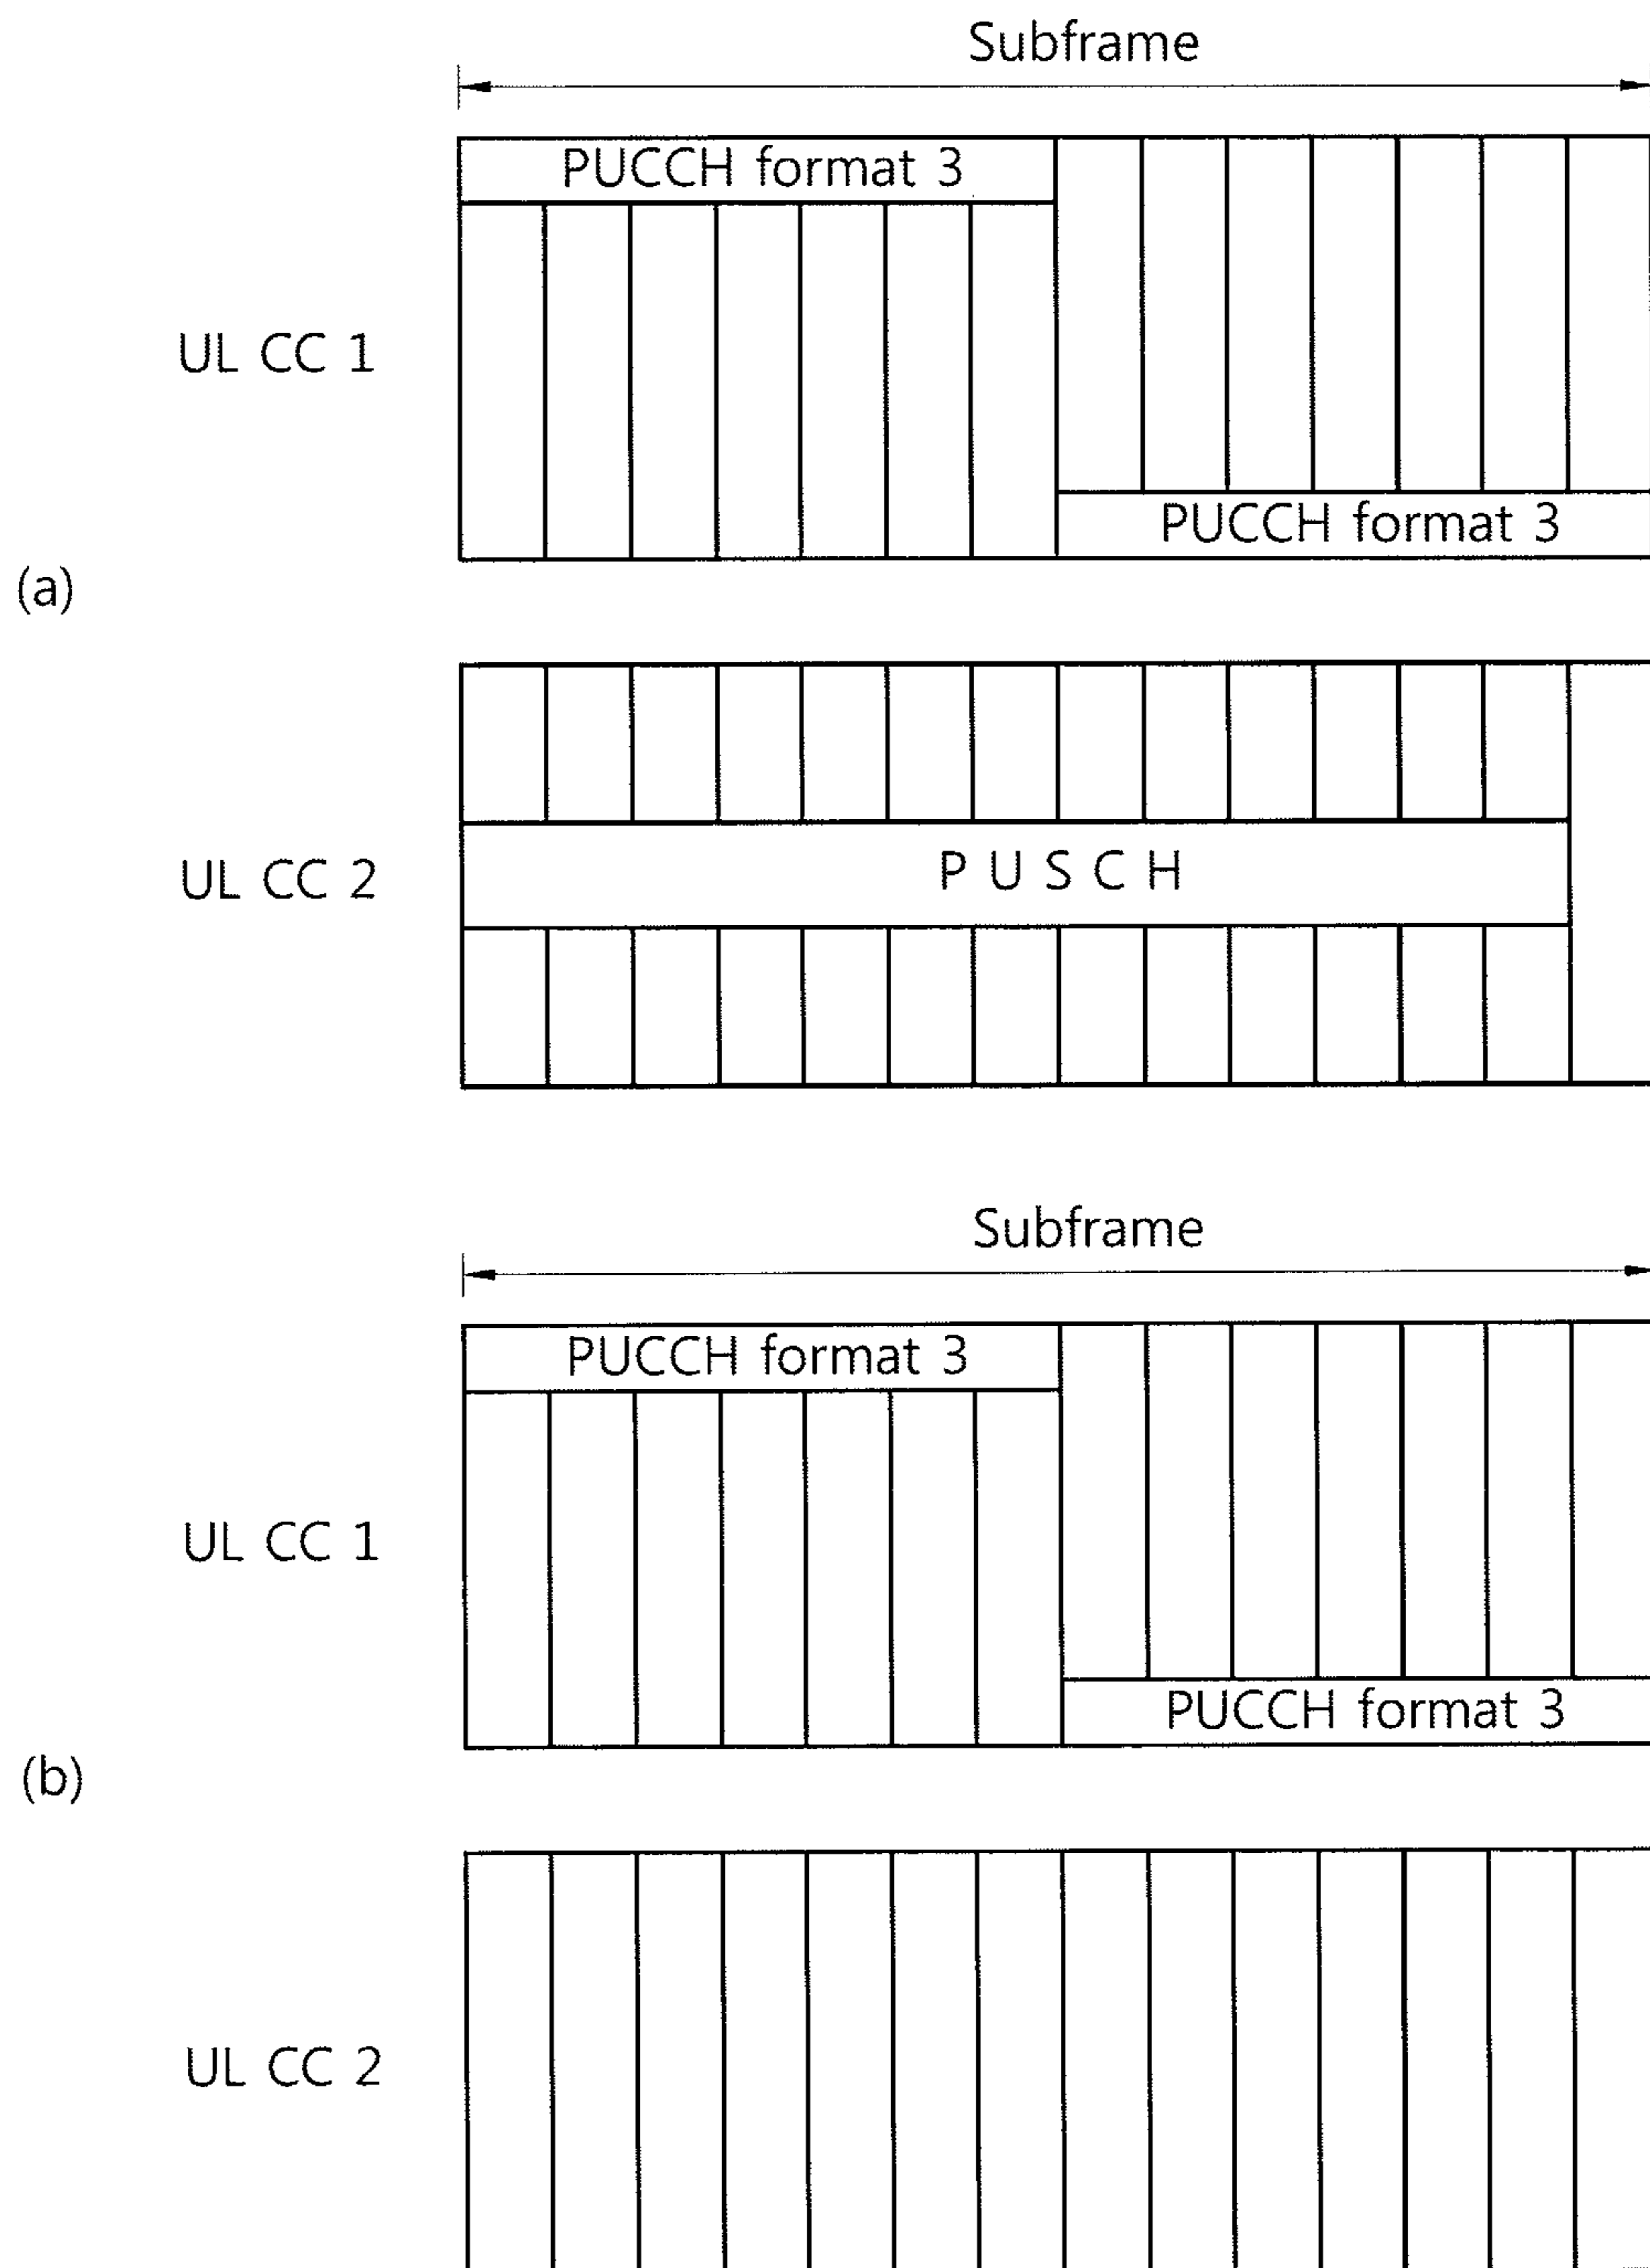 Subframe
PUCCH format 3
UL CC 1
PUCCH format 3
(a)
UL CC 2
P U S C H
Subframe
PUCCH format 3
UL CC 1
PUCCH format 3
(b)
UL CC 2